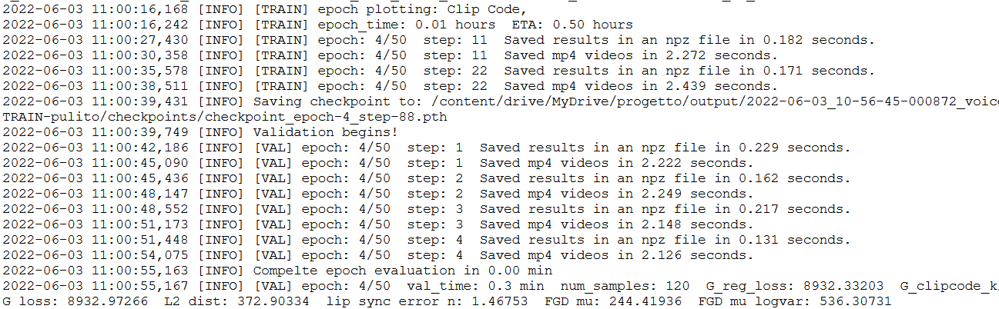 2022-06-03 11:00:16,168 [INFO] [TRAIN] epoch plotting: Clip Code,
2022-06-03 11:00:16,242 [INFO] [TRAIN] epoch_time: 0.01 hours  ETA: 0.50 hours
2022-06-03 11:00:27,430 [INFO] [TRAIN] epoch: 4/50  step: 11  Saved results in an npz file in 0.182 seconds.
2022-06-03 11:00:30,358 [INFO] [TRAIN] epoch: 4/50  step: 11  Saved mp4 videos in 2.272 seconds.
2022-06-03 11:00:35,578 [INFO] [TRAIN] epoch: 4/50  step: 22  Saved results in an npz file in 0.171 seconds.
2022-06-03 11:00:38,511 [INFO] [TRAIN] epoch: 4/50  step: 22  Saved mp4 videos in 2.439 seconds.
2022-06-03 11:00:39,431 [INFO] Saving checkpoint to: /content/drive/MyDrive/progetto/output/2022-06-03_10-56-45-000872_voic
TRAIN-pulito/checkpoints/checkpoint_epoch-4_step-88.pth
2022-06-03 11:00:39,749 [INFO] Validation begins!
2022-06-03 11:00:42,186 [INFO] [VAL] epoch: 4/50  step: 1  Saved results in an npz file in 0.229 seconds.
2022-06-03 11:00:45,090 [INFO] [VAL] epoch: 4/50  step: 1  Saved mp4 videos in 2.222 seconds.
2022-06-03 11:00:45,436 [INFO] [VAL] epoch: 4/50  step: 2  Saved results in an npz file in 0.162 seconds.
2022-06-03 11:00:48,147 [INFO] [VAL] epoch: 4/50  step: 2  Saved mp4 videos in 2.249 seconds.
2022-06-03 11:00:48,552 [INFO] [VAL] epoch: 4/50  step: 3  Saved results in an npz file in 0.217 seconds.
2022-06-03 11:00:51,173 [INFO] [VAL] epoch: 4/50  step: 3  Saved mp4 videos in 2.148 seconds.
2022-06-03 11:00:51,448 [INFO] [VAL] epoch: 4/50  step: 4  Saved results in an npz file in 0.131 seconds.
2022-06-03 11:00:54,075 [INFO] [VAL] epoch: 4/50  step: 4  Saved mp4 videos in 2.126 seconds.
2022-06-03 11:00:55,163 [INFO] Compelte epoch evaluation in 0.00 min
2022-06-03 11:00:55,167 [INFO] [VAL] epoch: 4/50  val_time: 0.3 min  num_samples: 120  G_reg_loss: 8932.33203  G_clipcode_k
G loss: 8932.97266  L2 dist: 372.90334  lip sync error n: 1.46753  FGD mu: 244.41936  FGD mu logvar: 536.30731